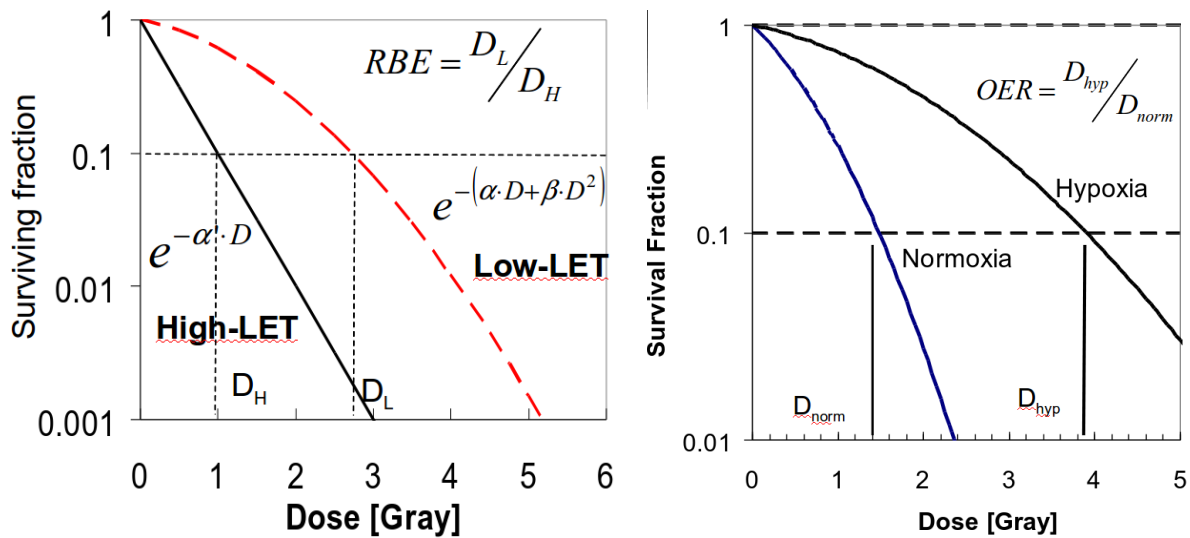 1
0.1
0.01
0.001
Surviving fraction
RBE = D_L/D_H
e^{-(α·D+β·D^2)}
e^{-α'·D}
Low-LET
High-LET
D_H
D_L
0 1 2 3 4 5 6
Dose [Gray]
1
0.1
0.01
Survival Fraction
OER = D_hyp/D_norm
Hypoxia
Normoxia
D_norm
D_hyp
0 1 2 3 4 5
Dose [Gray]